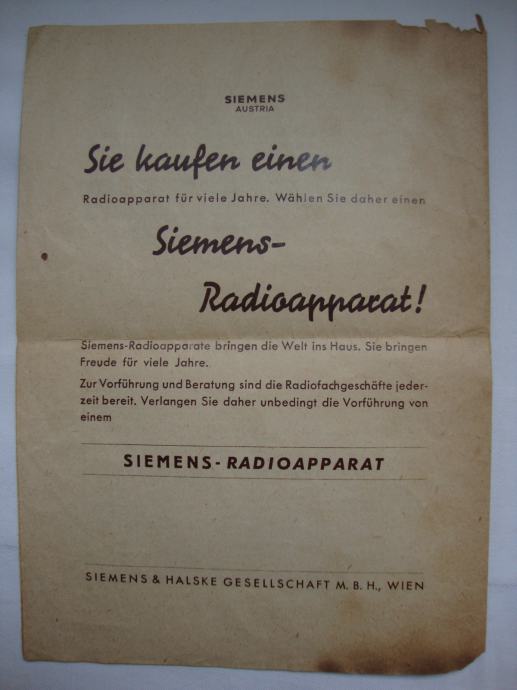 SIEMENS
AUSTRIA
Sie kaufen einen
Radioapparat für viele Jahre. Wählen Sie daher einen
Siemens-
Radioapparat!
Siemens-Radioapparate bringen die Welt ins Haus. Sie bringen
Freude für viele Jahre.
Zur Vorführung und Beratung sind die Radiofachgeschäfte jeder-
zeit bereit. Verlangen Sie daher unbedingt die Vorführung von
einem
SIEMENS-RADIOAPPARAT
SIEMENS & HALSKE GESELLSCHAFT M. B. H., WIEN